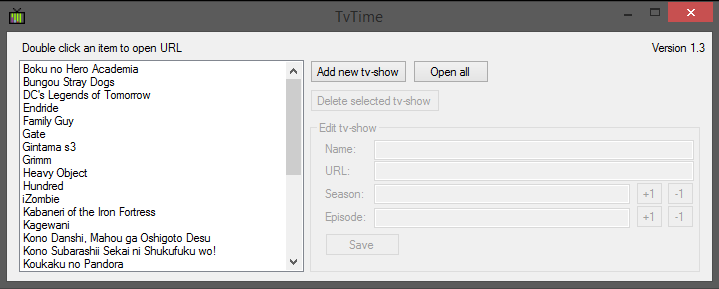 TvTime
Double click an item to open URL
Version 1.3
Boku no Hero Academia
Bungou Stray Dogs
DC's Legends of Tomorrow
Endride
Family Guy
Gate
Gintama s3
Grimm
Heavy Object
Hundred
iZombie
Kabaneri of the Iron Fortress
Kagewani
Kono Danshi, Mahou ga Oshigoto Desu
Kono Subarashii Sekai ni Shukufuku wo!
Koukaku no Pandora
Add new tv-show
Open all
Delete selected tv-show
Edit tv-show
Name:
URL:
Season:
+1
-1
Episode:
+1
-1
Save